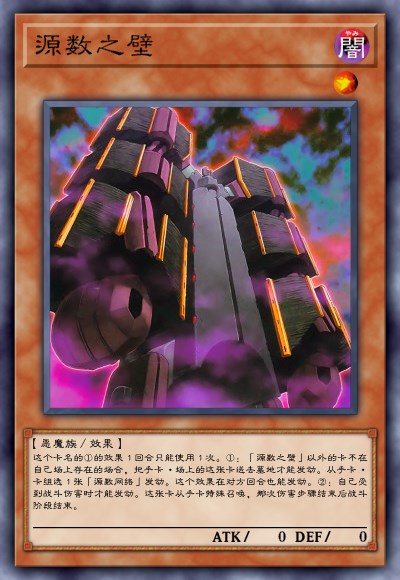 源数之壁
やみ
闇
【恶魔族/效果】
这个卡名的①的效果1回合只能使用1次。①：「源数之壁」以外的卡不在
自己场上存在的场合，把手卡·场上的这张卡送去墓地才能发动。从手卡·
卡组选1张「源数网络」发动。这个效果在对方回合也能发动。②：自己受
到战斗伤害时才能发动。这张卡从手卡特殊召唤，那次伤害步骤结束后战斗
阶段结束。
ATK/ 0 DEF/ 0